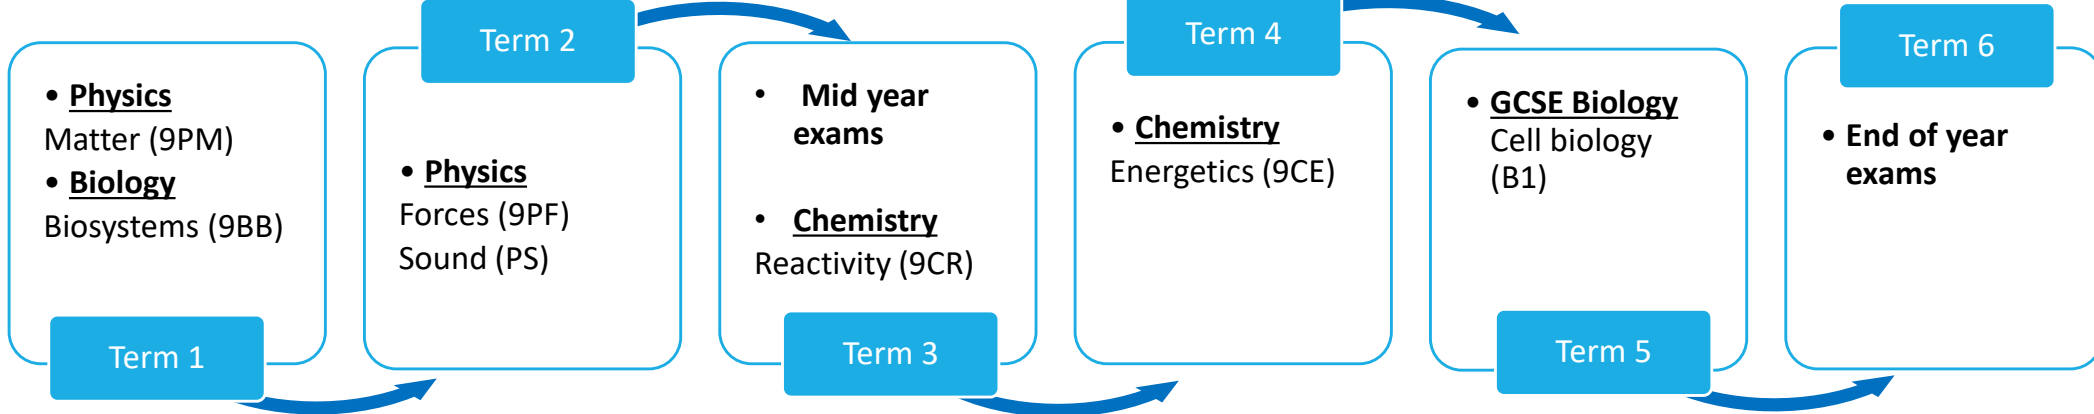 • Physics
Matter (9PM)
• Biology
Biosystems (9BB)
Term 1
Term 2
• Physics
Forces (9PF)
Sound (PS)
• Mid year
exams
• Chemistry
Reactivity (9CR)
Term 3
Term 4
• Chemistry
Energetics (9CE)
• GCSE Biology
Cell biology
(B1)
Term 5
Term 6
• End of year
exams